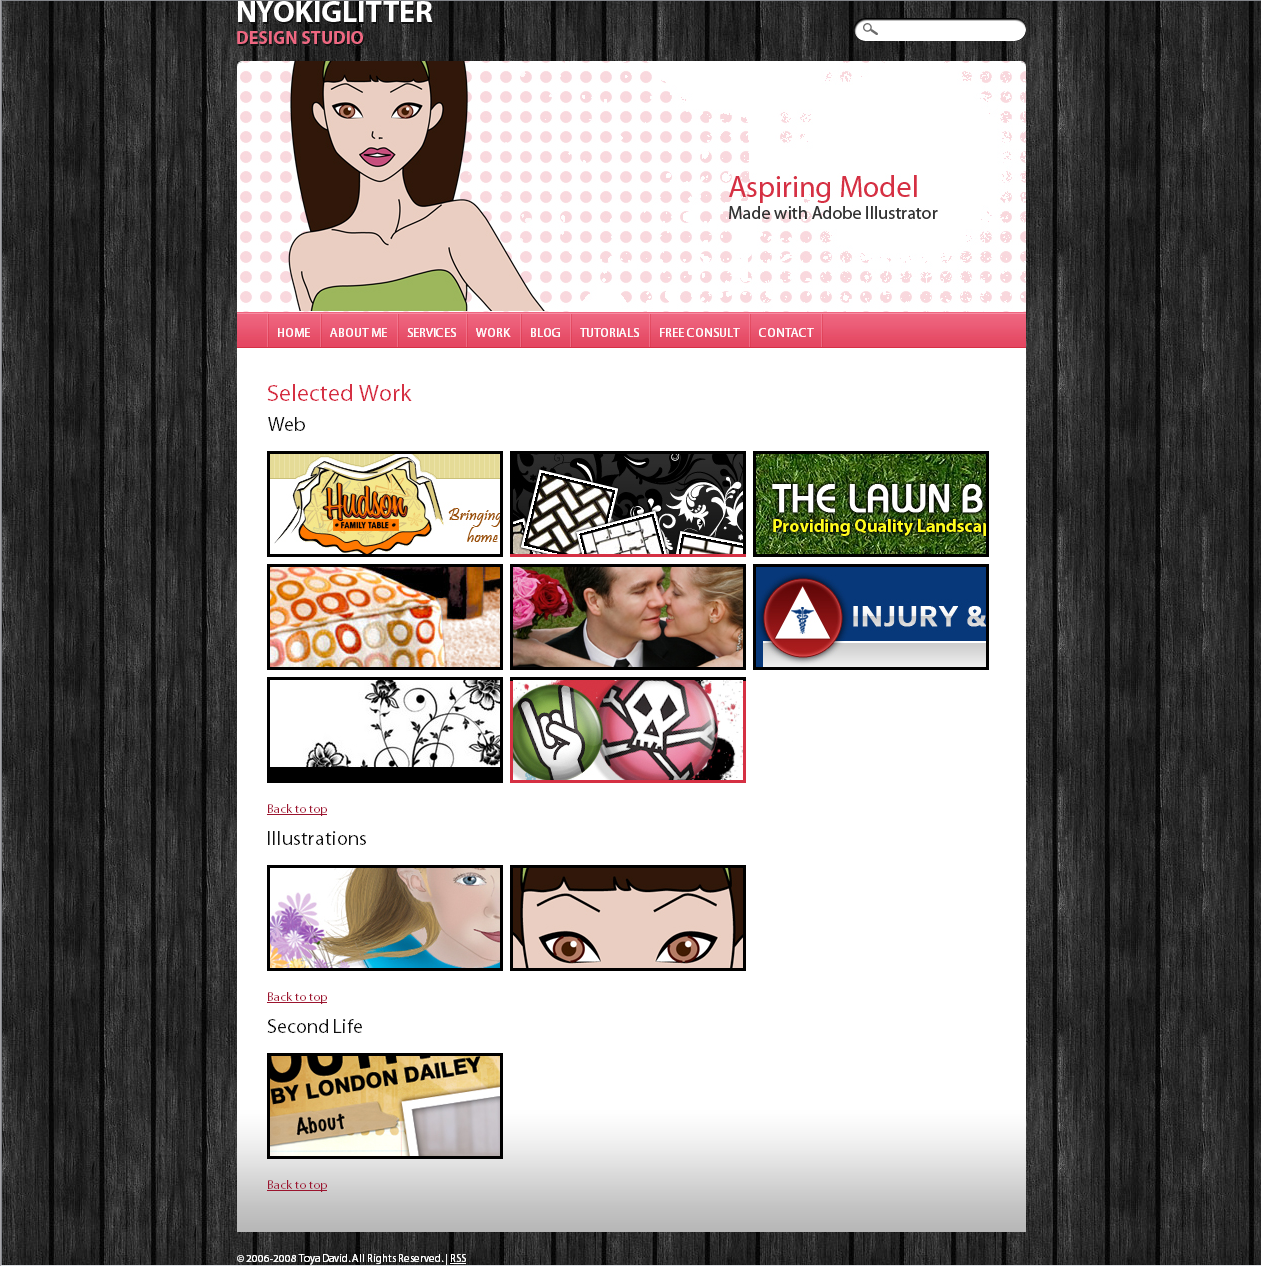 NYOKIGLITTER
DESIGN STUDIO
Aspiring Model
Made with Adobe Illustrator
HOME ABOUT ME SERVICES WORK BLOG TUTORIALS FREE CONSULT CONTACT
Selected Work
Web
Hudson
• FAMILY TABLE •
Bringing
home
THE LAWN B
Providing Quality Landscap
INJURY &
Back to top
Illustrations
Back to top
Second Life
BY LONDON DAILEY
About
Back to top
© 2006-2008 Toya David. All Rights Reserved. | RSS